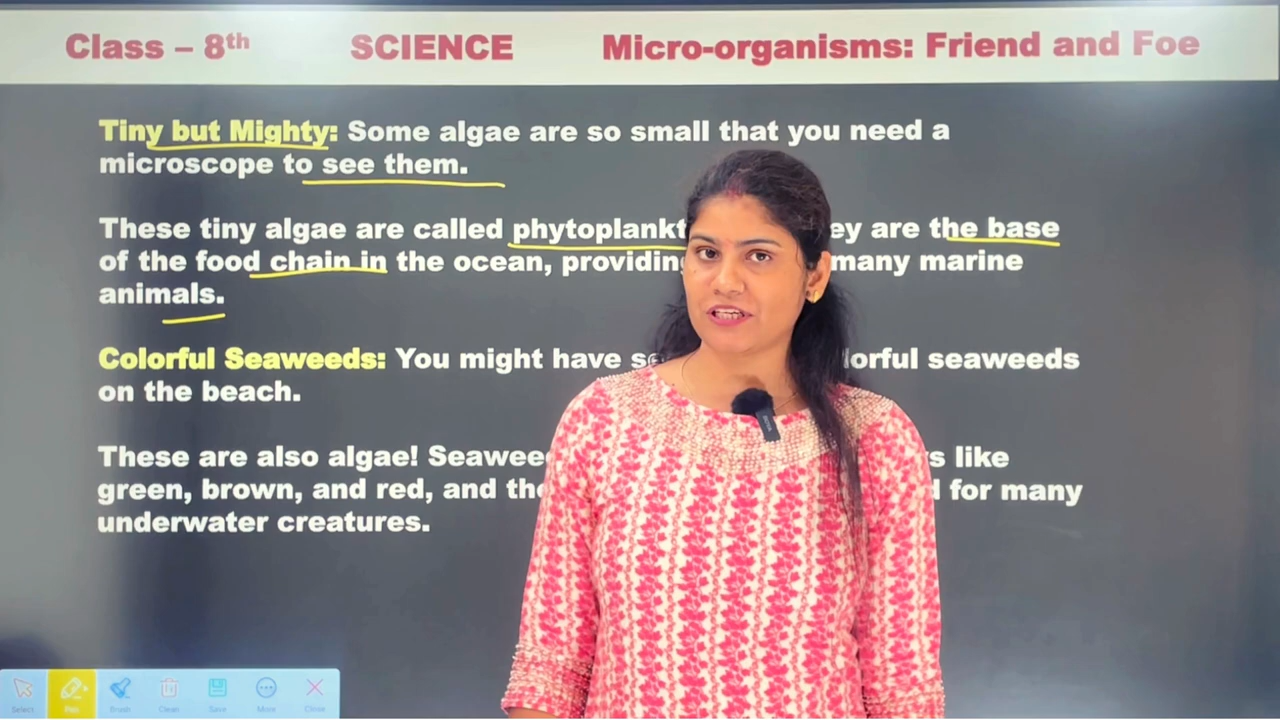 Class – 8th SCIENCE Micro-organisms: Friend and Foe
Tiny but Mighty: Some algae are so small that you need a
microscope to see them.
These tiny algae are called are the base
of the food chain in the ocean, many marine
animals.
Colorful Seaweeds: You might have seaweeds
on the beach.
These are also algae! like
green, brown, and red, and for many
underwater creatures.
Select Pen Brush Clean Save More Close